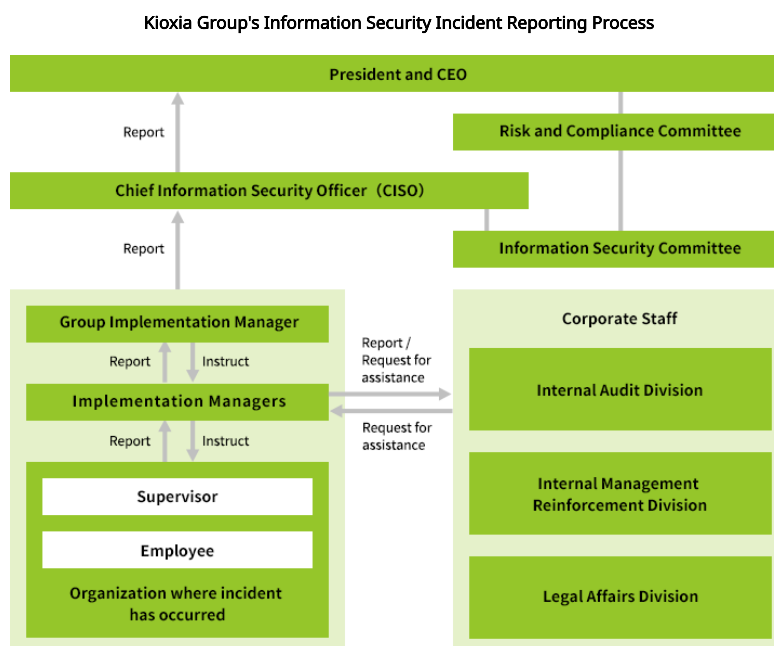 Kioxia Group's Information Security Incident Reporting Process
President and CEO
Report
Risk and Compliance Committee
Chief Information Security Officer（CISO）
Report
Information Security Committee
Group Implementation Manager
Report
Instruct
Implementation Managers
Report
Instruct
Supervisor
Employee
Organization where incident
has occurred
Report /
Request for
assistance
Request for
assistance
Corporate Staff
Internal Audit Division
Internal Management
Reinforcement Division
Legal Affairs Division